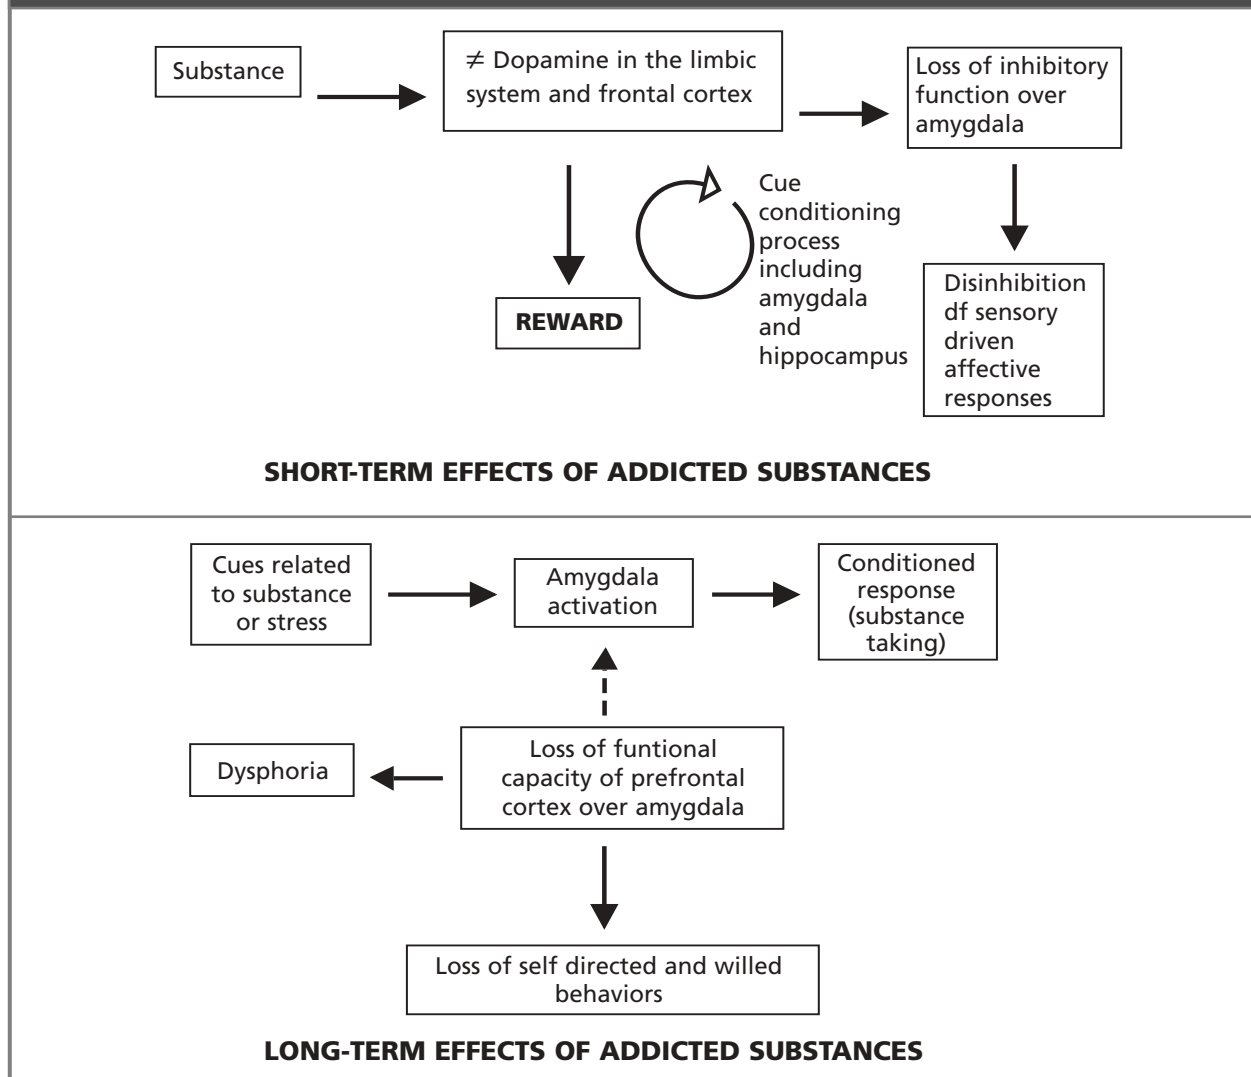 Substance
≠ Dopamine in the limbic
system and frontal cortex
Loss of inhibitory
function over
amygdala
REWARD
Cue
conditioning
process
including
amygdala
and
hippocampus
Disinhibition
df sensory
driven
affective
responses
SHORT-TERM EFFECTS OF ADDICTED SUBSTANCES
Cues related
to substance
or stress
Amygdala
activation
Conditioned
response
(substance
taking)
Dysphoria
Loss of funtional
capacity of prefrontal
cortex over amygdala
Loss of self directed and willed
behaviors
LONG-TERM EFFECTS OF ADDICTED SUBSTANCES